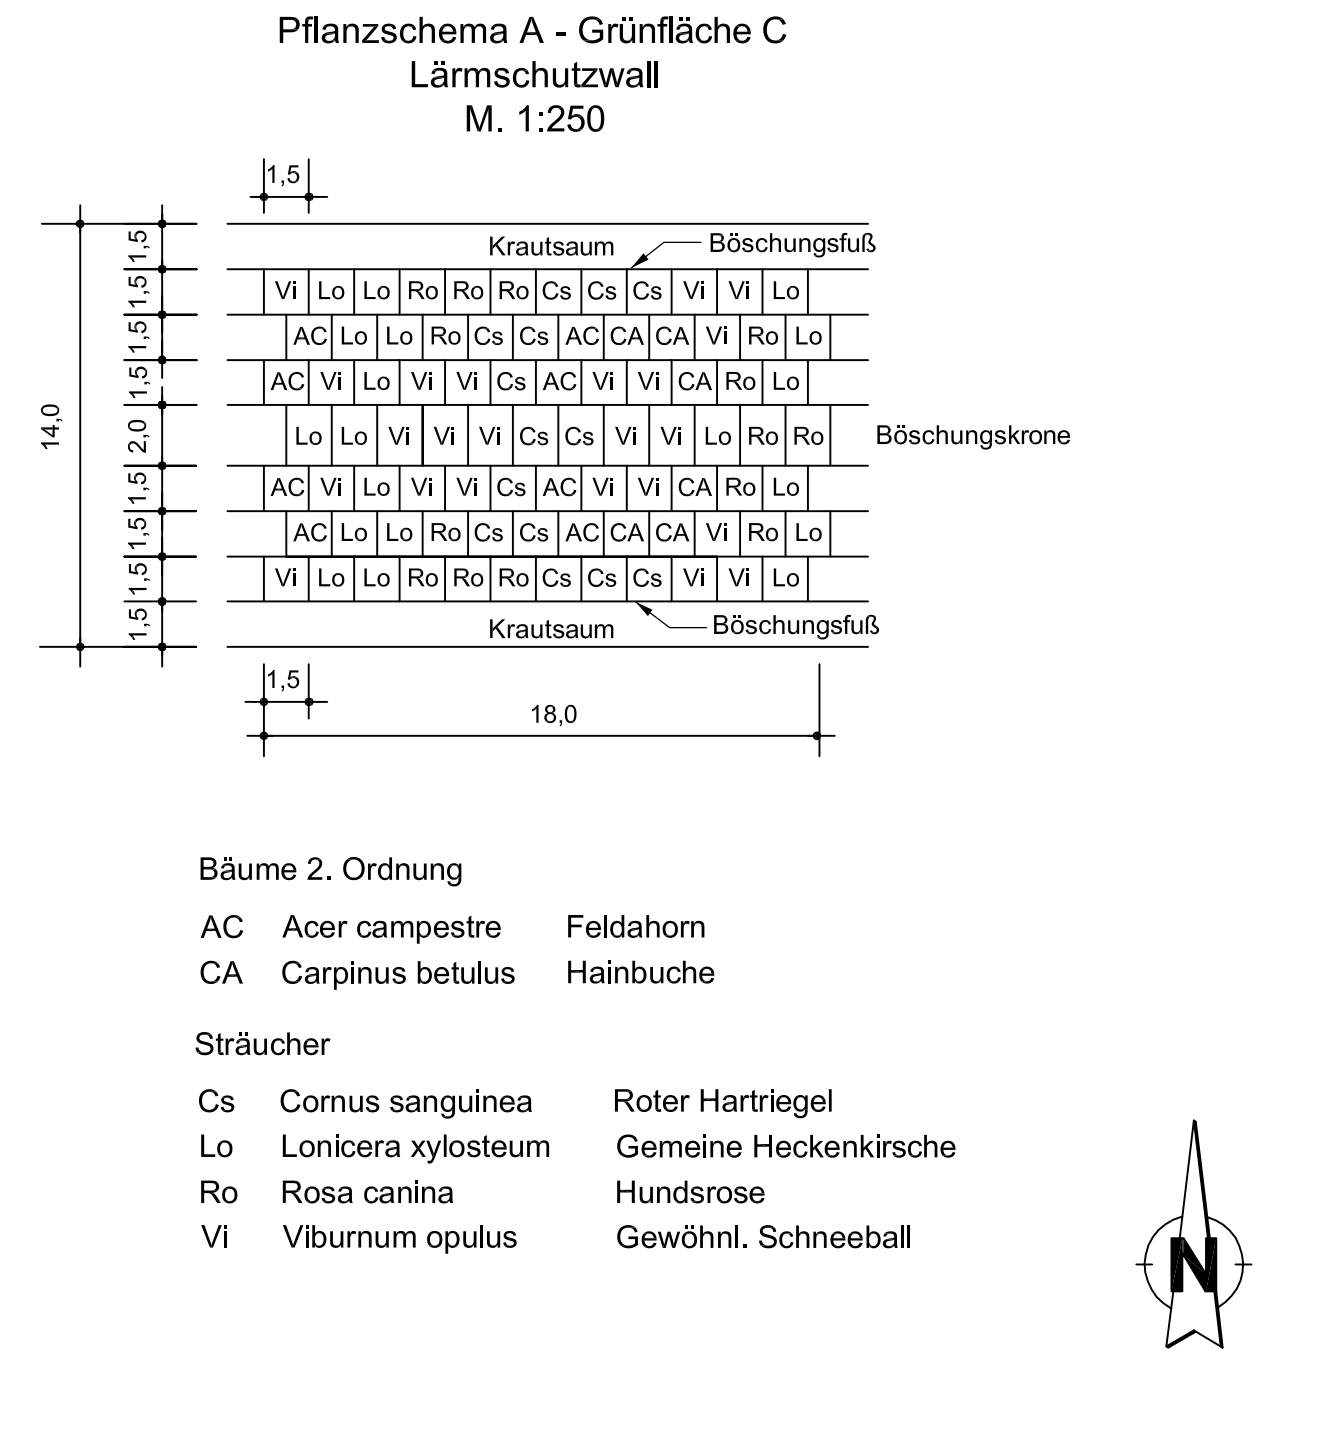 Pflanzschema A - Grünfläche C
Lärmschutzwall
M. 1:250
1,5
1,5 Krautsaum Böschungsfuß
1,5 Vi Lo Lo Ro Ro Ro Cs Cs Cs Vi Vi Lo
1,5 AC Lo Lo Ro Cs Cs AC CA CA Vi Ro Lo
1,5 AC Vi Lo Vi Vi Cs AC Vi Vi CA Ro Lo
14,0 2,0 Lo Lo Vi Vi Vi Cs Cs Vi Vi Lo Ro Ro Böschungskrone
1,5 AC Vi Lo Vi Vi Cs AC Vi Vi CA Ro Lo
1,5 AC Lo Lo Ro Cs Cs AC CA CA Vi Ro Lo
1,5 Vi Lo Lo Ro Ro Ro Cs Cs Cs Vi Vi Lo
1,5 Krautsaum Böschungsfuß
1,5
18,0
Bäume 2. Ordnung
AC Acer campestre Feldahorn
CA Carpinus betulus Hainbuche
Sträucher
Cs Cornus sanguinea Roter Hartriegel
Lo Lonicera xylosteum Gemeine Heckenkirsche
Ro Rosa canina Hundsrose
Vi Viburnum opulus Gewöhnl. Schneeball
N